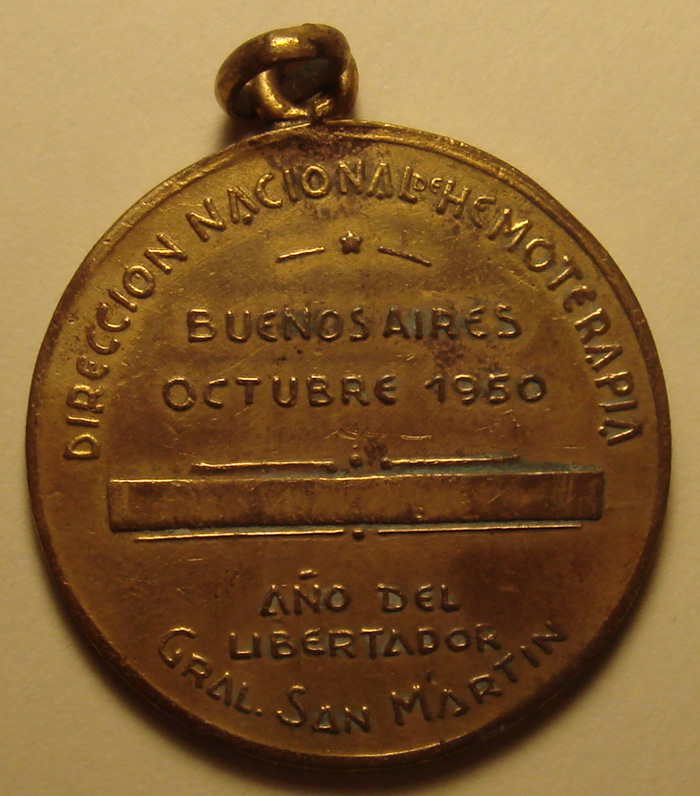 DIRECCION NACIONAL DE HEMOTERAPIA
BUENOS AIRES
OCTUBRE 1950
AÑO DEL
LIBERTADOR
GRAL. SAN MARTIN